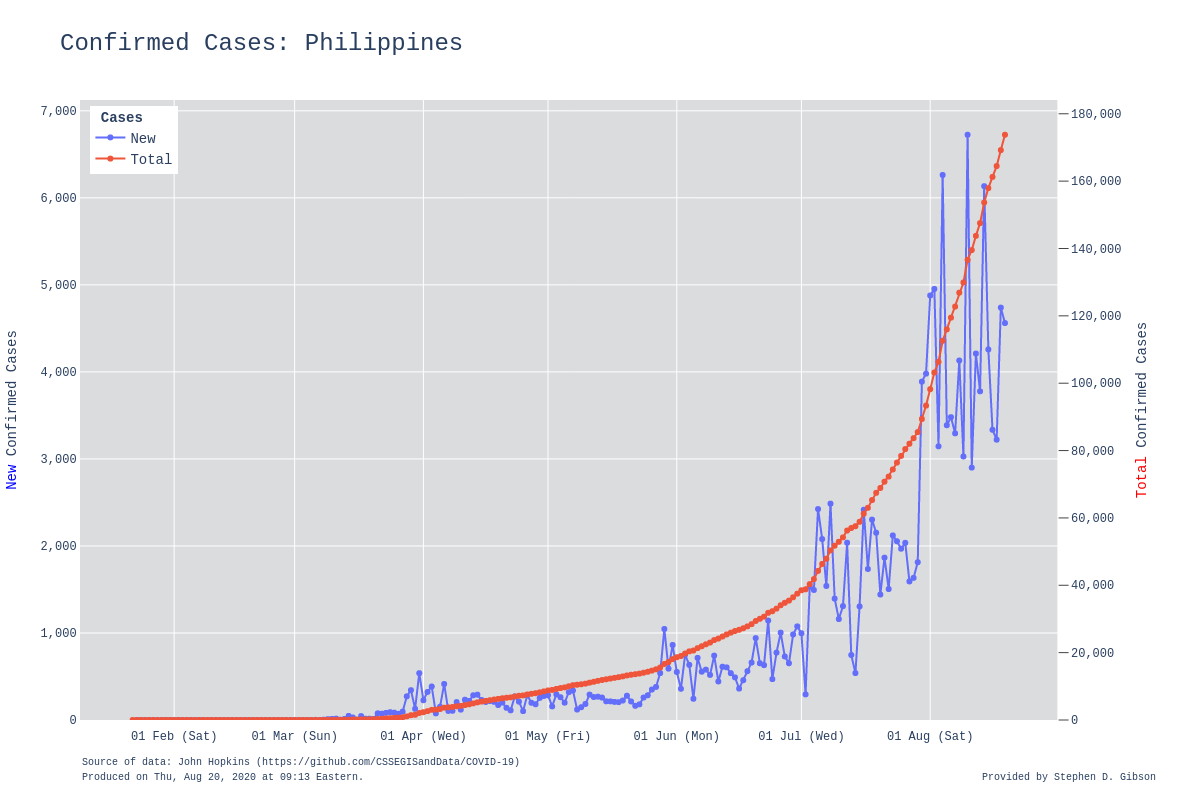 Confirmed Cases: Philippines
Cases
New
Total
7,000
6,000
5,000
4,000
3,000
2,000
1,000
0
New Confirmed Cases
180,000
160,000
140,000
120,000
100,000
80,000
60,000
40,000
20,000
0
Total Confirmed Cases
01 Feb (Sat)
01 Mar (Sun)
01 Apr (Wed)
01 May (Fri)
01 Jun (Mon)
01 Jul (Wed)
01 Aug (Sat)
Source of data: John Hopkins (https://github.com/CSSEGISandData/COVID-19)
Produced on Thu, Aug 20, 2020 at 09:13 Eastern.
Provided by Stephen D. Gibson